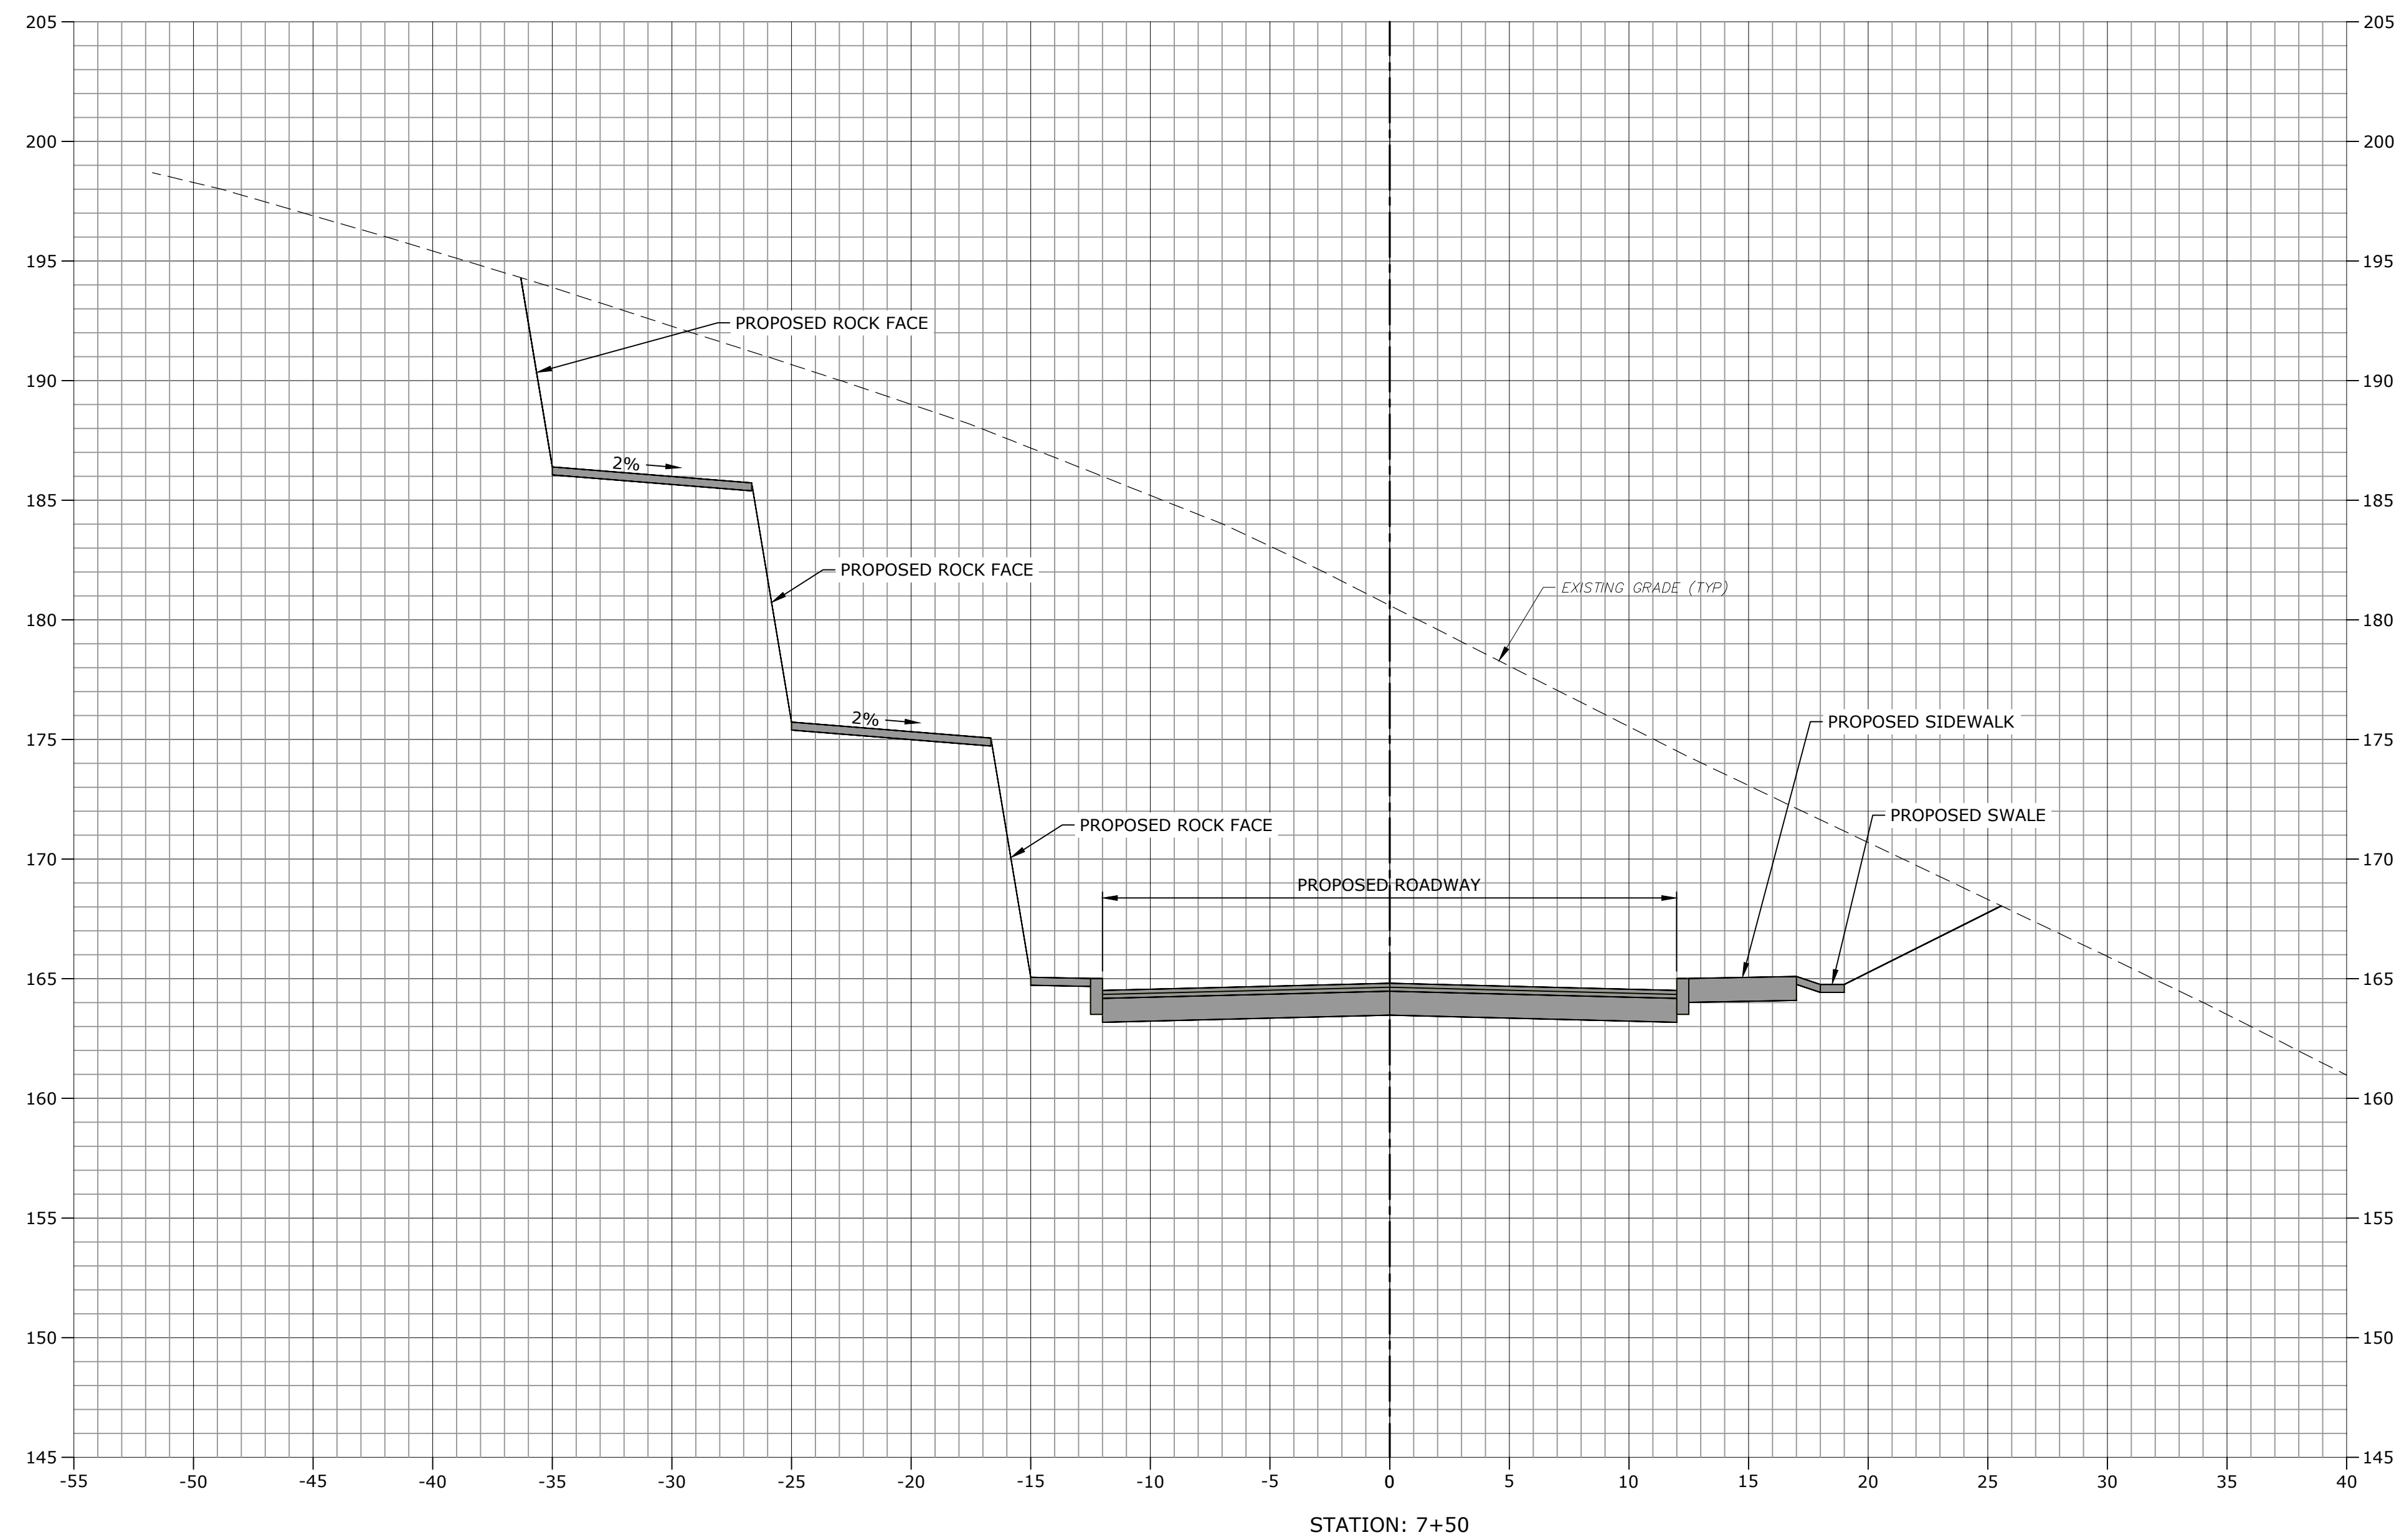 205 205
200 200
195 195
PROPOSED ROCK FACE
190 190
2%
185 185
PROPOSED ROCK FACE
EXISTING GRADE (TYP)
180 180
2%
PROPOSED SIDEWALK
175 175
PROPOSED SWALE
PROPOSED ROCK FACE
170 170
PROPOSED ROADWAY
165 165
160 160
155 155
150 150
145 145
-55 -50 -45 -40 -35 -30 -25 -20 -15 -10 -5 0 5 10 15 20 25 30 35 40
STATION: 7+50